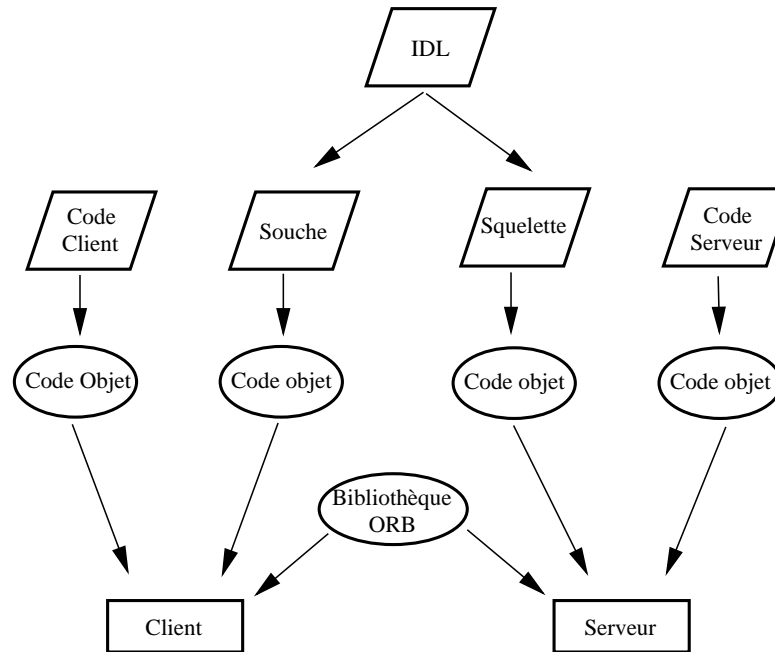 IDL
Code
Client
Souche
Squelette
Code
Serveur
Code Objet
Code objet
Code objet
Code objet
Bibliothèque
ORB
Client
Serveur